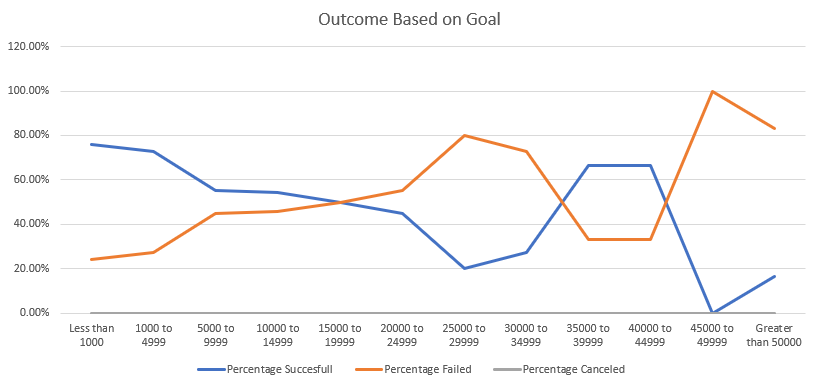 Outcome Based on Goal
120.00%
100.00%
80.00%
60.00%
40.00%
20.00%
0.00%
Less than
1000
1000 to
4999
5000 to
9999
10000 to
14999
15000 to
19999
20000 to
24999
25000 to
29999
30000 to
34999
35000 to
39999
40000 to
44999
45000 to
49999
Greater
than 50000
Percentage Succesfull
Percentage Failed
Percentage Canceled